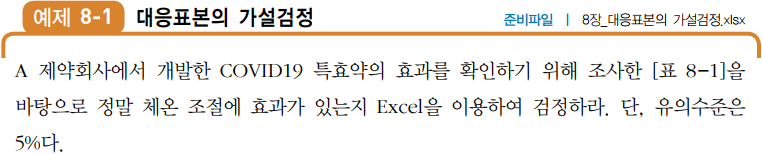 예제 8-1 대응표본의 가설검정 준비파일 | 8장_대응표본의 가설검정.xlsx
A 제약회사에서 개발한 COVID19 특효약의 효과를 확인하기 위해 조사한 [표 8-1]을
바탕으로 정말 체온 조절에 효과가 있는지 Excel을 이용하여 검정하라. 단, 유의수준은
5%다.